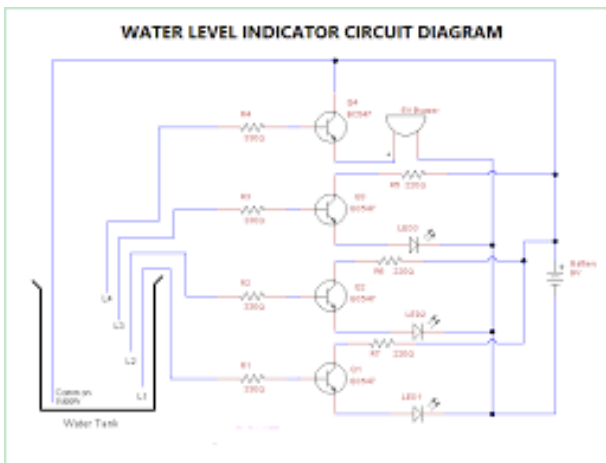 WATER LEVEL INDICATOR CIRCUIT DIAGRAM
Q4
BC547
R4
330Ω
Buzzer
R3
330Ω
Q3
BC547
R5 220Ω
LED3
L4
L3
L2
L1
R2
330Ω
Q2
BC547
R6
220Ω
LED2
Battery
9V
R1
330Ω
Q1
BC547
R7
220Ω
LED1
Common
Water Tank